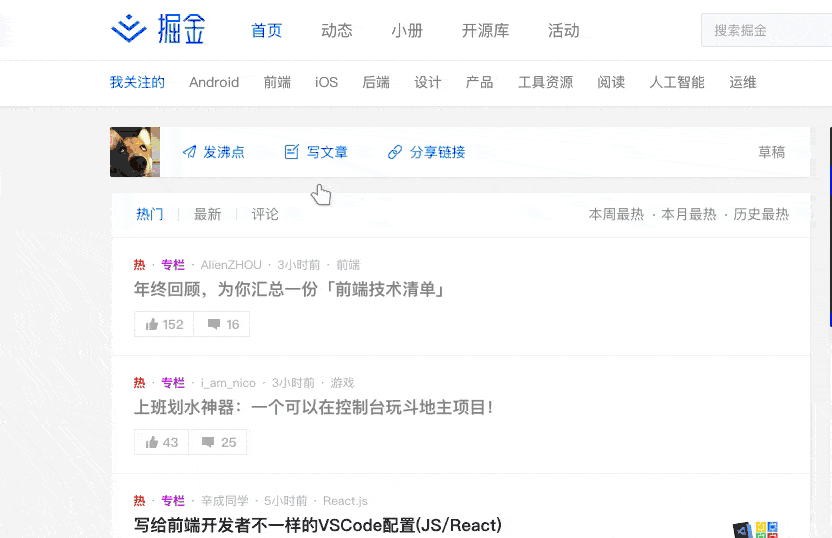 掘金 首页 动态 小册 开源库 活动 搜索掘金
我关注的 Android 前端 iOS 后端 设计 产品 工具资源 阅读 人工智能 运维
发沸点 写文章 分享链接 草稿
热门 最新 评论 本周最热 · 本月最热 · 历史最热
热 · 专栏 · AlienZHOU · 3小时前 · 前端
年终回顾，为你汇总一份「前端技术清单」
152 16
热 · 专栏 · i_am_nico · 3小时前 · 游戏
上班划水神器：一个可以在控制台玩斗地主项目！
43 25
热 · 专栏 · 辛成同学 · 5小时前 · React.js
写给前端开发者不一样的VSCode配置(JS/React)